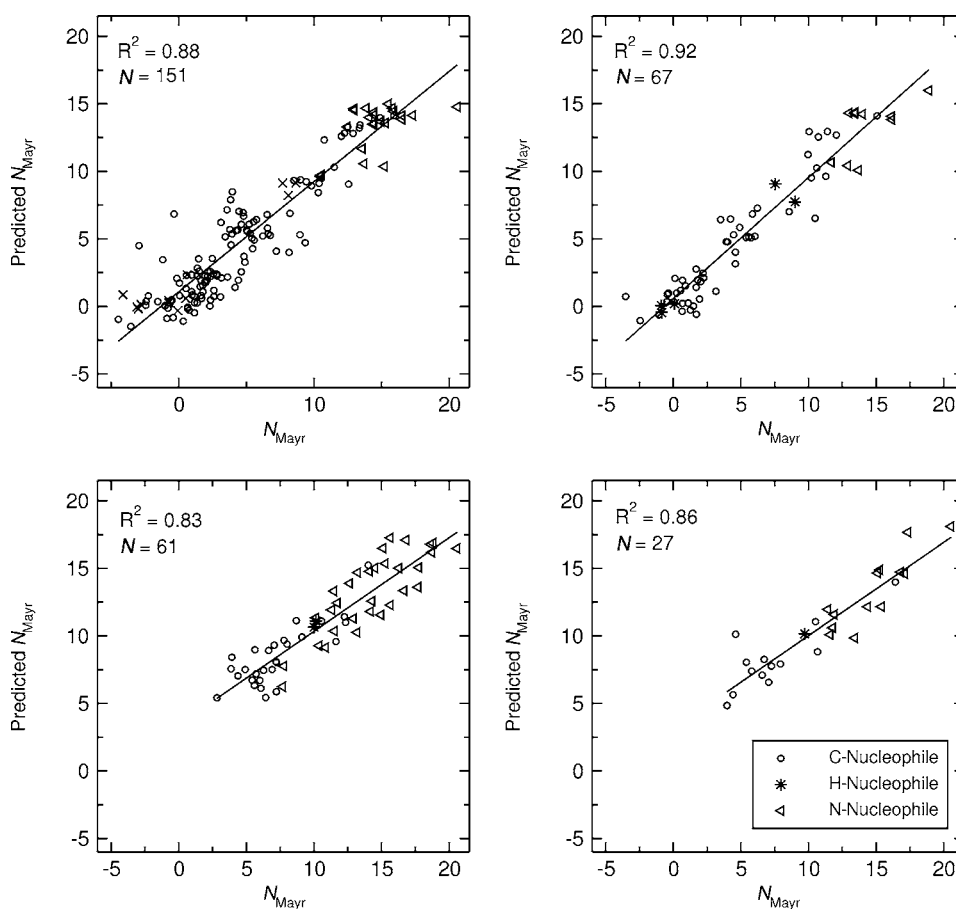 20
R² = 0.88
N = 151
15
10
5
0
-5
0
5
10
15
20
Predicted N_Mayr
N_Mayr
20
R² = 0.92
N = 67
15
10
5
0
-5
-5
0
5
10
15
20
Predicted N_Mayr
N_Mayr
20
R² = 0.83
N = 61
15
10
5
0
-5
-5
0
5
10
15
20
Predicted N_Mayr
N_Mayr
20
R² = 0.86
N = 27
15
10
5
0
-5
-5
0
5
10
15
20
Predicted N_Mayr
N_Mayr
C-Nucleophile
H-Nucleophile
N-Nucleophile